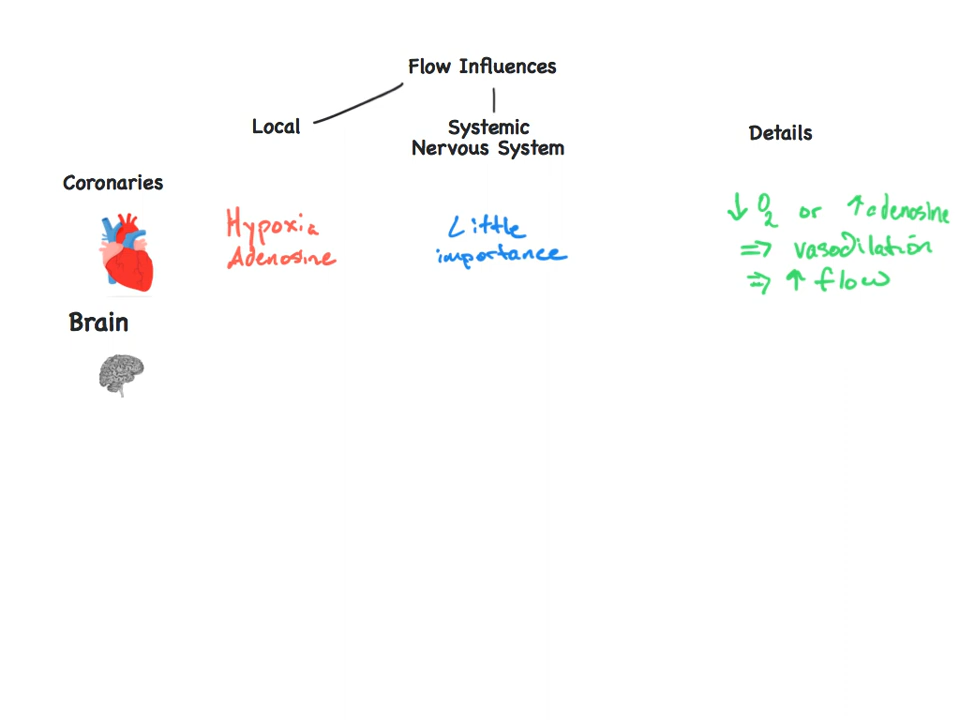 Flow Influences
Local
Systemic
Nervous System
Details
Coronaries
Hypoxia
Adenosine
Little
importance
↓ O2 or ↑ adenosine
⇒ vasodilation
⇒ ↑ flow
Brain